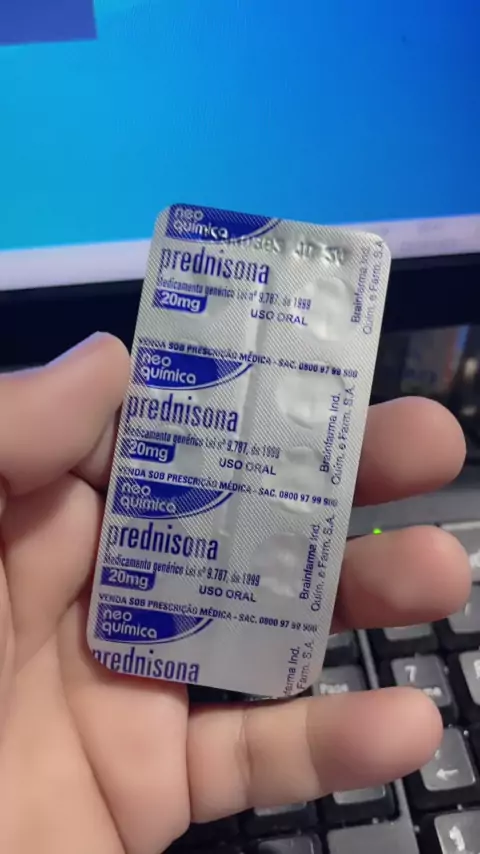 neo
química
prednisona
Medicamento genérico Lei nº 9.787, de 1999
20mg
USO ORAL
Brainfarma Ind.
Quím. e Farm. S.A
VENDA SOB PRESCRIÇÃO MÉDICA - SAC. 0800 97 99 900
neo
química
prednisona
Medicamento genérico Lei nº 9.787, de 1999
20mg
USO ORAL
Brainfarma Ind.
Quím. e Farm. S.A.
VENDA SOB PRESCRIÇÃO MÉDICA - SAC. 0800 97 99 900
neo
química
prednisona
Medicamento genérico Lei nº 9.787, de 1999
20mg
USO ORAL
Brainfarma Ind.
Quím. e Farm. S.A.
VENDA SOB PRESCRIÇÃO MÉDICA - SAC. 0800 97 99 900
neo
química
prednisona
Farm. S.A.
7